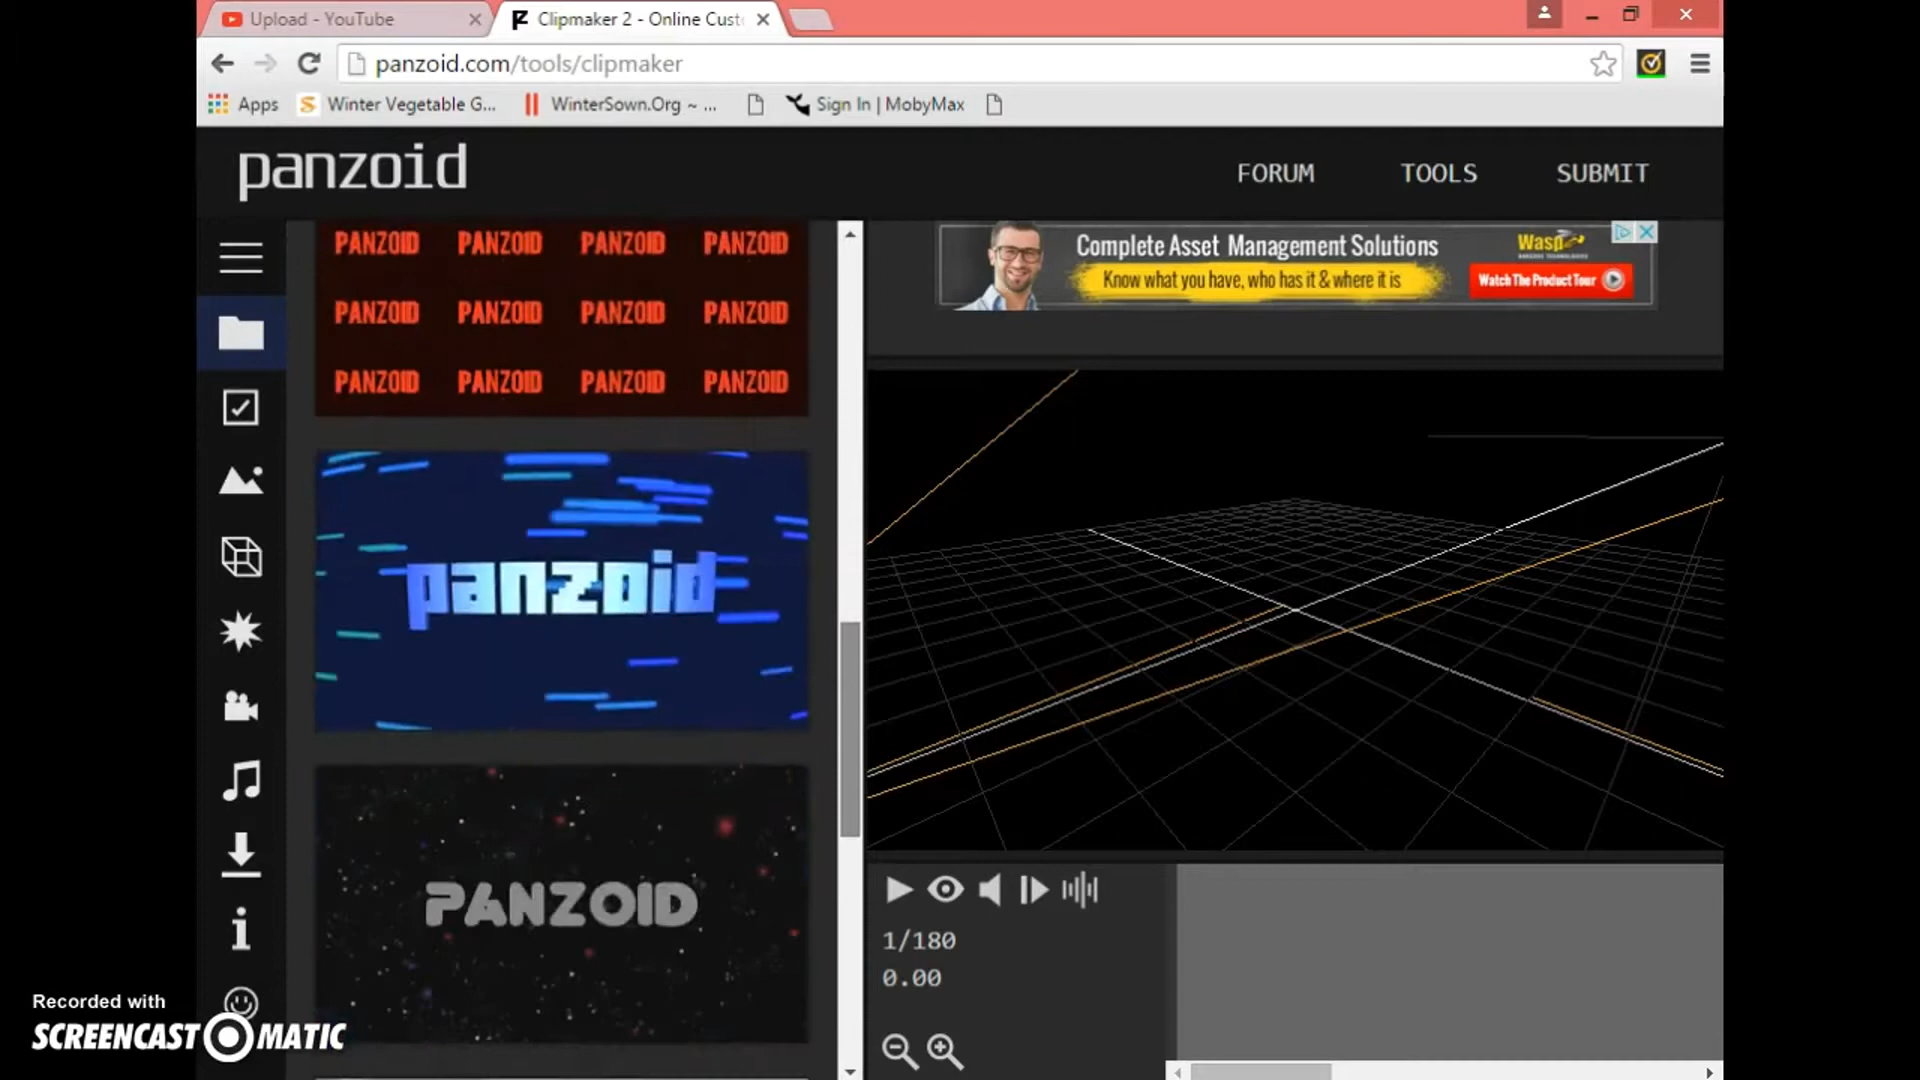 Upload - YouTube
Clipmaker 2 - Online Cust
panzoid.com/tools/clipmaker
Apps
Winter Vegetable G...
WinterSown.Org ~ ...
Sign In | MobyMax
panzoid
FORUM
TOOLS
SUBMIT
PANZOID PANZOID PANZOID PANZOID
PANZOID PANZOID PANZOID PANZOID
PANZOID PANZOID PANZOID PANZOID
Complete Asset Management Solutions
Know what you have, who has it & where it is
Wasp
Watch The Product Tour
panzoid
PANZOID
1/180
0.00
Recorded with
SCREENCAST MATIC